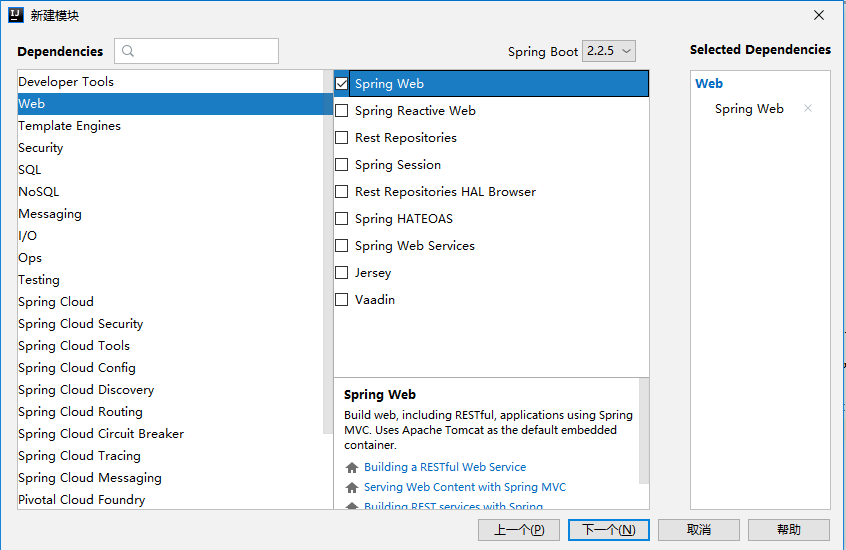 新建模块
Dependencies
Spring Boot 2.2.5
Selected Dependencies
Developer Tools
Web
Template Engines
Security
SQL
NoSQL
Messaging
I/O
Ops
Testing
Spring Cloud
Spring Cloud Security
Spring Cloud Tools
Spring Cloud Config
Spring Cloud Discovery
Spring Cloud Routing
Spring Cloud Circuit Breaker
Spring Cloud Tracing
Spring Cloud Messaging
Pivotal Cloud Foundry
Spring Web
Spring Reactive Web
Rest Repositories
Spring Session
Rest Repositories HAL Browser
Spring HATEOAS
Spring Web Services
Jersey
Vaadin
Spring Web
Build web, including RESTful, applications using Spring
MVC. Uses Apache Tomcat as the default embedded
container.
Building a RESTful Web Service
Serving Web Content with Spring MVC
Building REST services with Spring
Web
Spring Web
上一个(P)
下一个(N)
取消
帮助